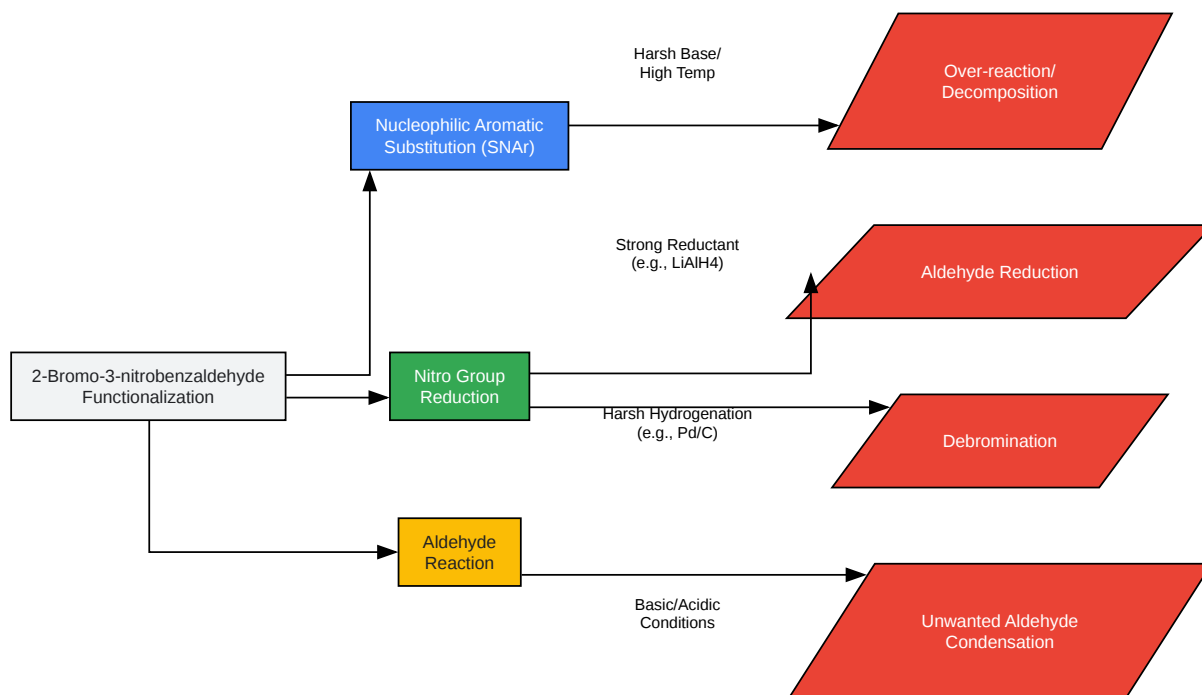 Harsh Base/
High Temp
Over-reaction/
Decomposition
Nucleophilic Aromatic
Substitution (SNAr)
Strong Reductant
(e.g., LiAlH4)
Aldehyde Reduction
2-Bromo-3-nitrobenzaldehyde
Functionalization
Nitro Group
Reduction
Harsh Hydrogenation
(e.g., Pd/C)
Debromination
Aldehyde
Reaction
Basic/Acidic
Conditions
Unwanted Aldehyde
Condensation